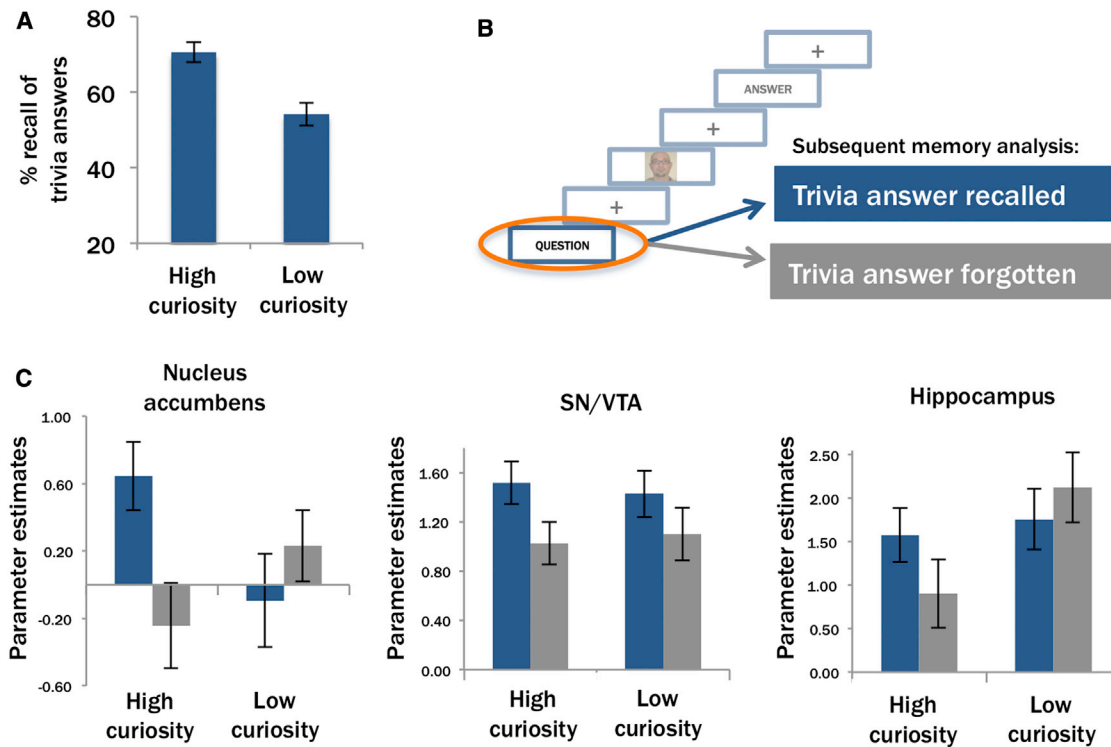 A
80
60
40
20
% recall of
trivia answers
High
curiosity
Low
curiosity
B
+
ANSWER
+
+
QUESTION
Subsequent memory analysis:
Trivia answer recalled
Trivia answer forgotten
C
Nucleus
accumbens
Parameter estimates
1.00
0.60
0.20
-0.20
-0.60
High
curiosity
Low
curiosity
SN/VTA
Parameter estimates
1.60
1.20
0.80
0.40
0.00
High
curiosity
Low
curiosity
Hippocampus
Parameter estimates
2.50
2.00
1.50
1.00
0.50
0.00
High
curiosity
Low
curiosity